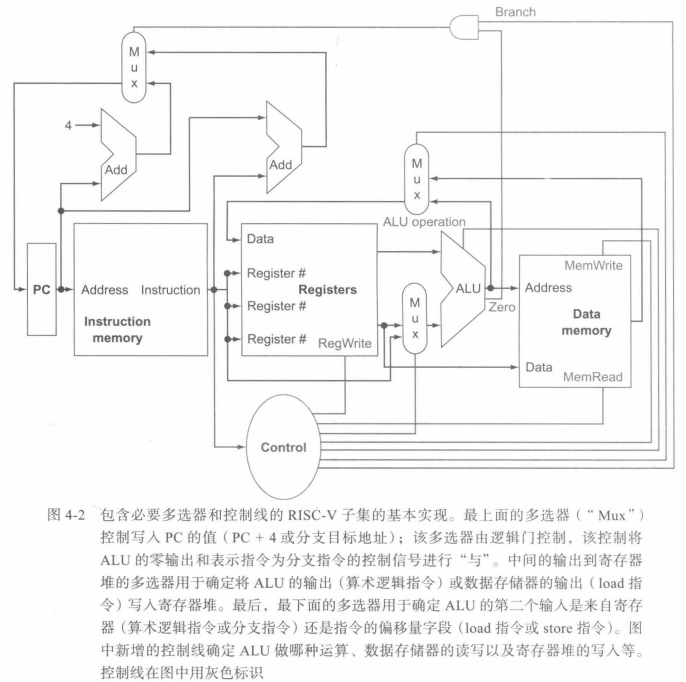 Branch
M
u
x
4
Add
Add
M
u
x
ALU operation
Data
MemWrite
PC
Address Instruction
Register #
Registers
ALU
Address
M
u
x
Zero
Data
memory
Instruction
memory
Register #
Register #
RegWrite
Data
MemRead
Control
图 4-2 包含必要多选器和控制线的 RISC-V 子集的基本实现。最上面的多选器(“Mux”)
控制写入 PC 的值(PC + 4 或分支目标地址);该多选器由逻辑门控制,该控制将
ALU 的零输出和表示指令为分支指令的控制信号进行“与”。中间的输出到寄存器
堆的多选器用于确定将 ALU 的输出(算术逻辑指令)或数据存储器的输出(load 指
令)写入寄存器堆。最后,最下面的多选器用于确定 ALU 的第二个输入是来自寄存
器(算术逻辑指令或分支指令)还是指令的偏移量字段(load 指令或 store 指令)。图
中新增的控制线确定 ALU 做哪种运算、数据存储器的读写以及寄存器堆的写入等。
控制线在图中用灰色标识